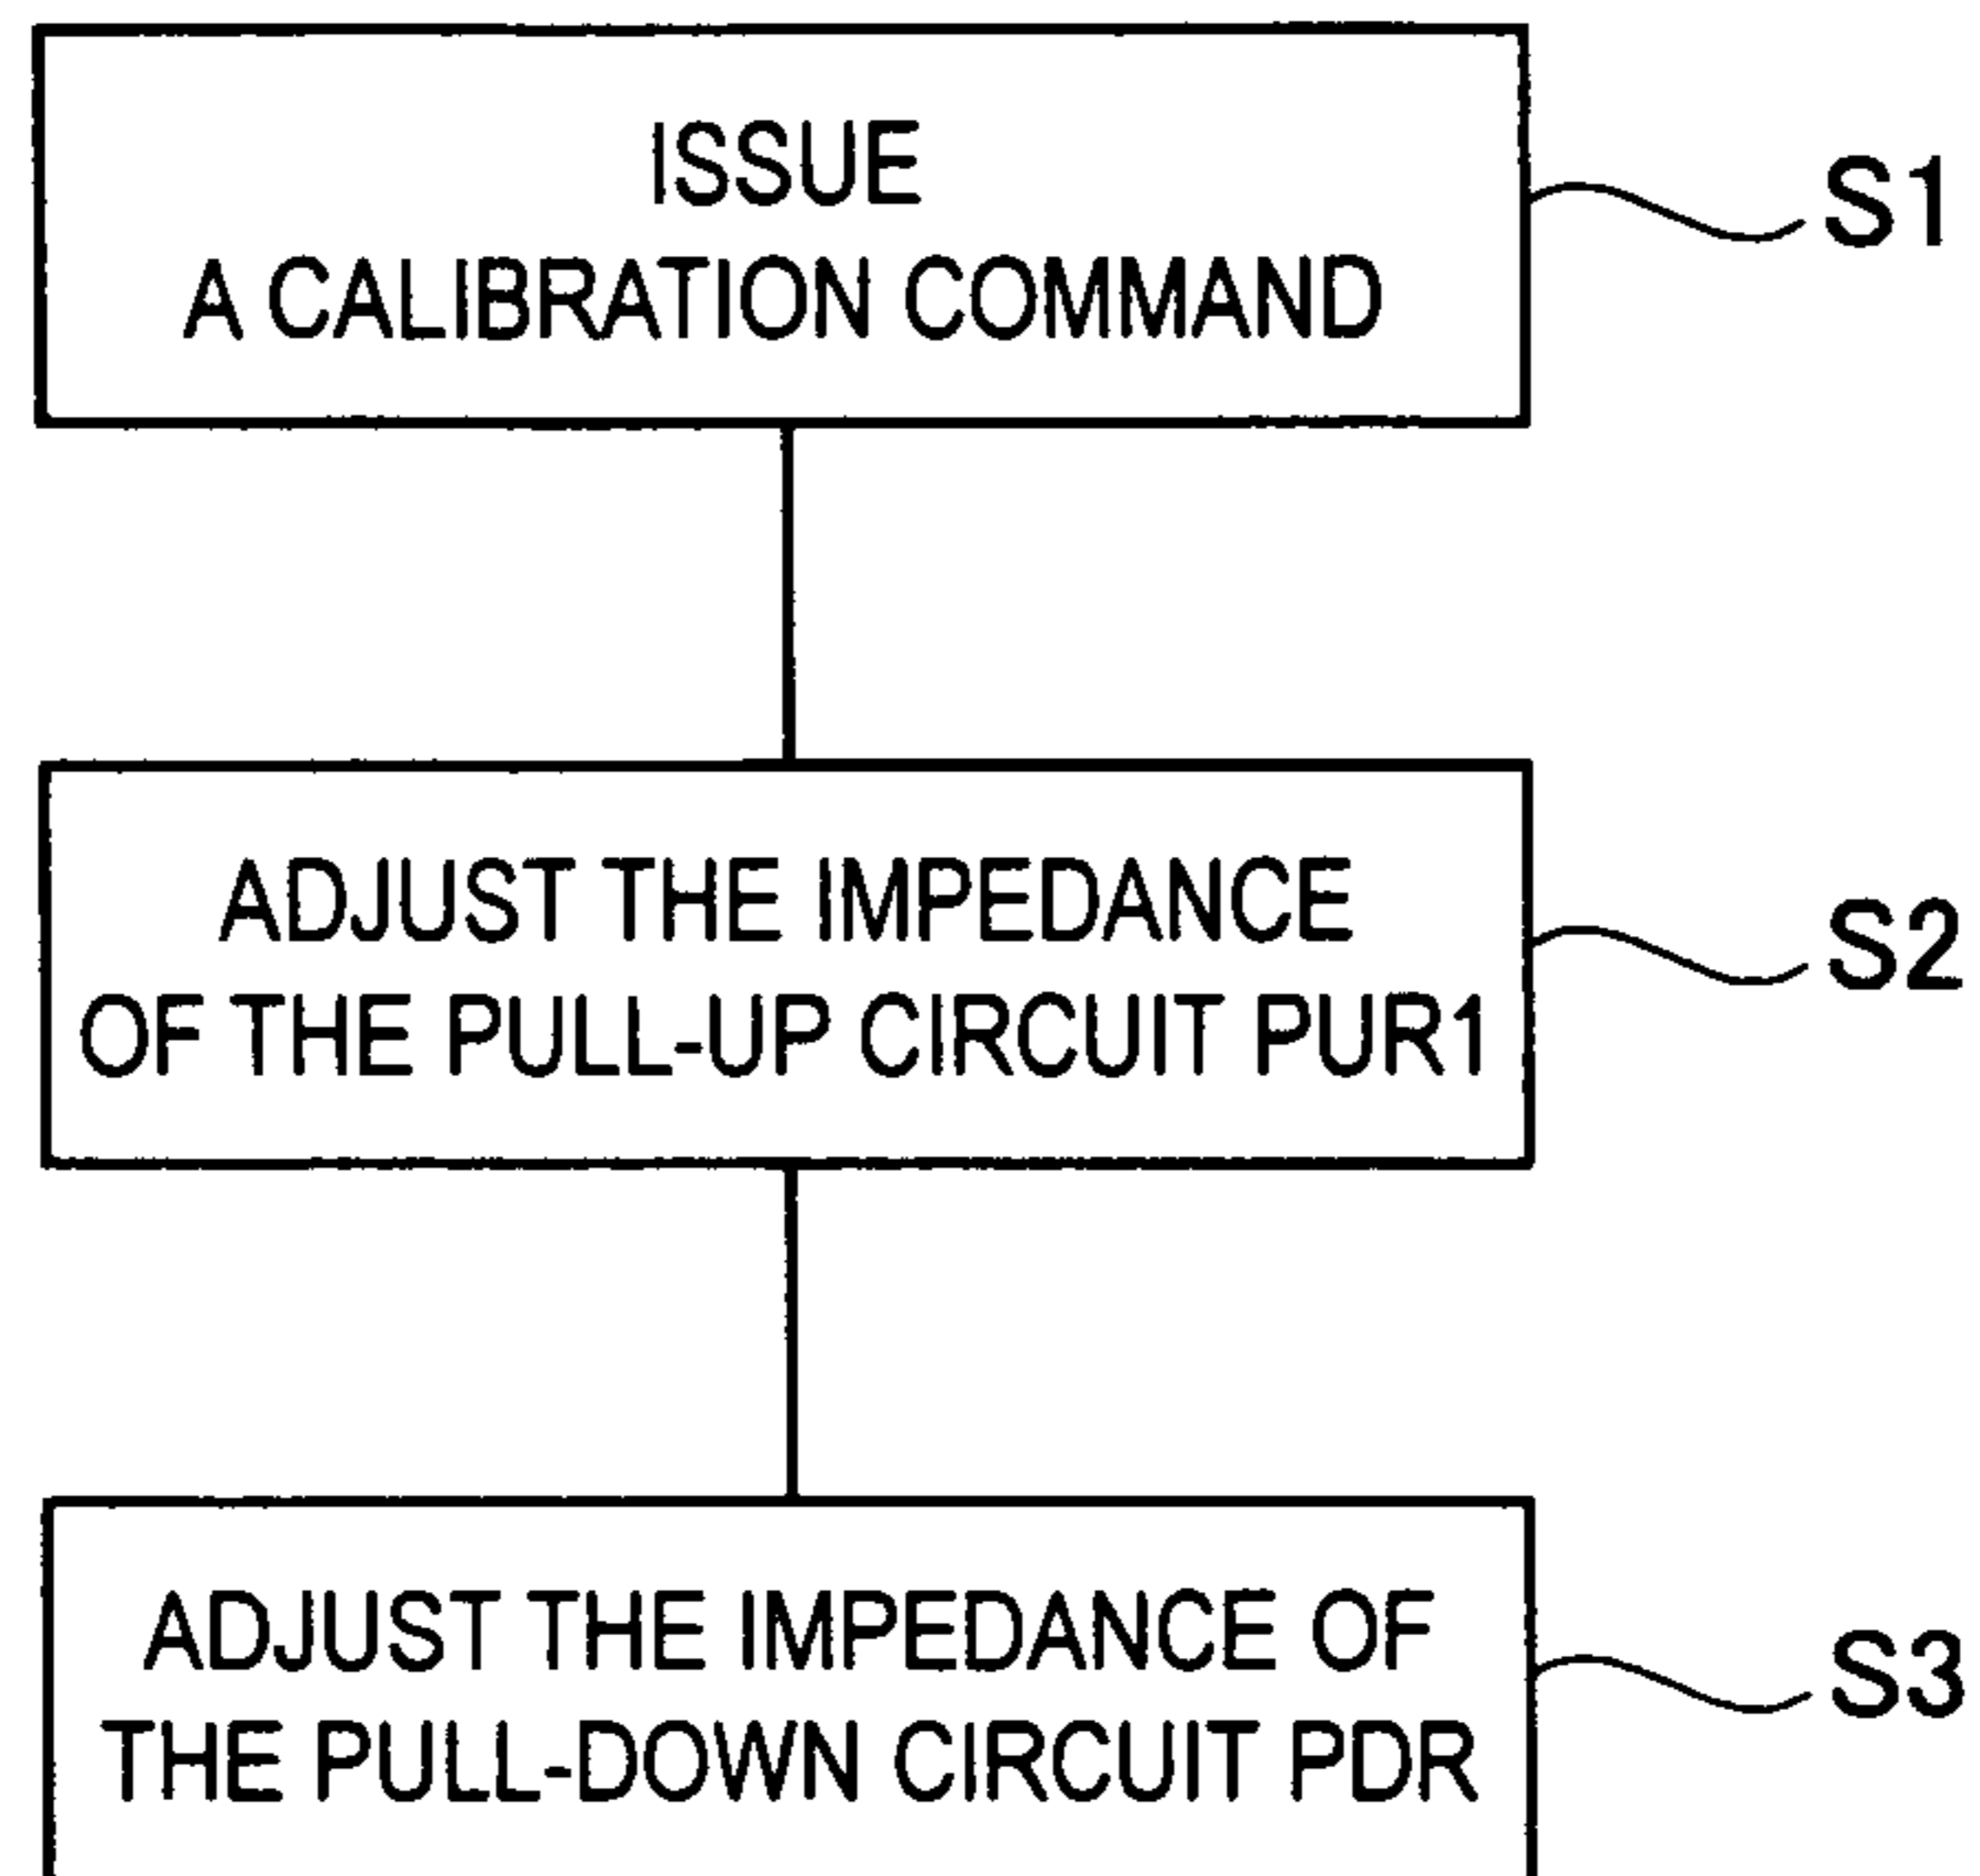 ISSUE
A CALIBRATION COMMAND
S1
ADJUST THE IMPEDANCE
OF THE PULL-UP CIRCUIT PUR1
S2
ADJUST THE IMPEDANCE OF
THE PULL-DOWN CIRCUIT PDR
S3